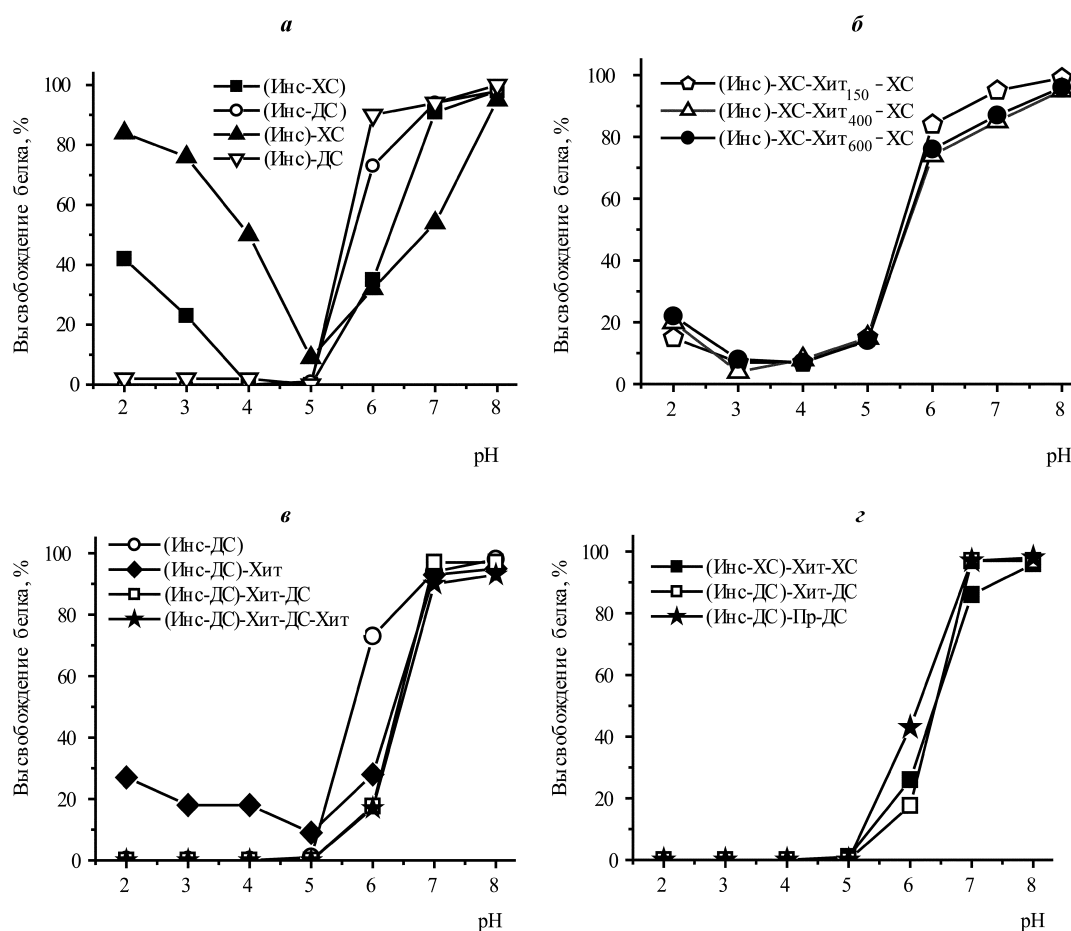 а
Высвобождение белка, %
100
80
60
40
20
0
(Инс-ХС)
(Инс-ДС)
(Инс)-ХС
(Инс)-ДС
2 3 4 5 6 7 8
pH
б
Высвобождение белка, %
100
80
60
40
20
0
(Инс)-ХС-Хит150-ХС
(Инс)-ХС-Хит400-ХС
(Инс)-ХС-Хит600-ХС
2 3 4 5 6 7 8
pH
в
Высвобождение белка, %
100
80
60
40
20
0
(Инс-ДС)
(Инс-ДС)-Хит
(Инс-ДС)-Хит-ДС
(Инс-ДС)-Хит-ДС-Хит
2 3 4 5 6 7 8
pH
г
Высвобождение белка, %
100
80
60
40
20
0
(Инс-ХС)-Хит-ХС
(Инс-ДС)-Хит-ДС
(Инс-ДС)-Пр-ДС
2 3 4 5 6 7 8
pH